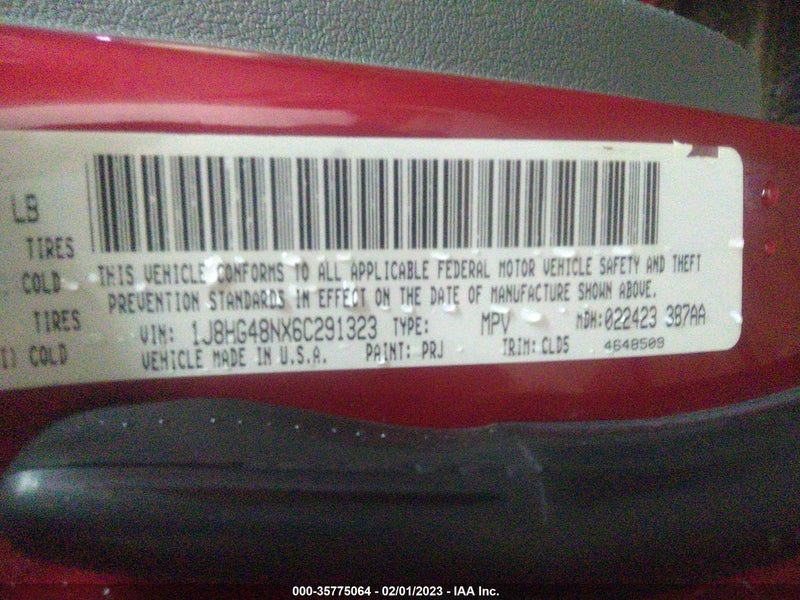 LB
TIRES
COLD
THIS VEHICLE CONFORMS TO ALL APPLICABLE FEDERAL MOTOR VEHICLE SAFETY AND THEFT
PREVENTION STANDARDS IN EFFECT ON THE DATE OF MANUFACTURE SHOWN ABOVE.
TIRES
VIN: 1J8HG48NX6C291323 TYPE: MPV MDH:022423 387AA
) COLD
VEHICLE MADE IN U.S.A. PAINT: PRJ TRIM: CLD5 4648509
000-35775064 - 02/01/2023 - IAA Inc.